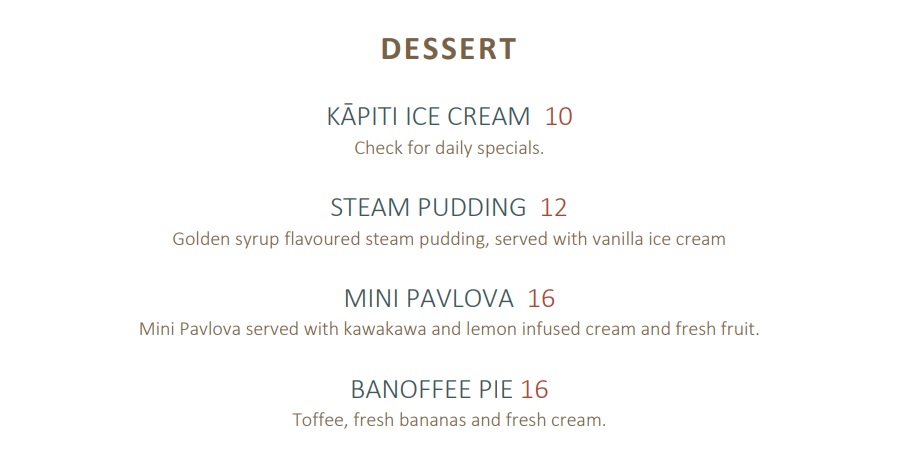 DESSERT
KĀPITI ICE CREAM 10
Check for daily specials.
STEAM PUDDING 12
Golden syrup flavoured steam pudding, served with vanilla ice cream
MINI PAVLOVA 16
Mini Pavlova served with kawakawa and lemon infused cream and fresh fruit.
BANOFFEE PIE 16
Toffee, fresh bananas and fresh cream.